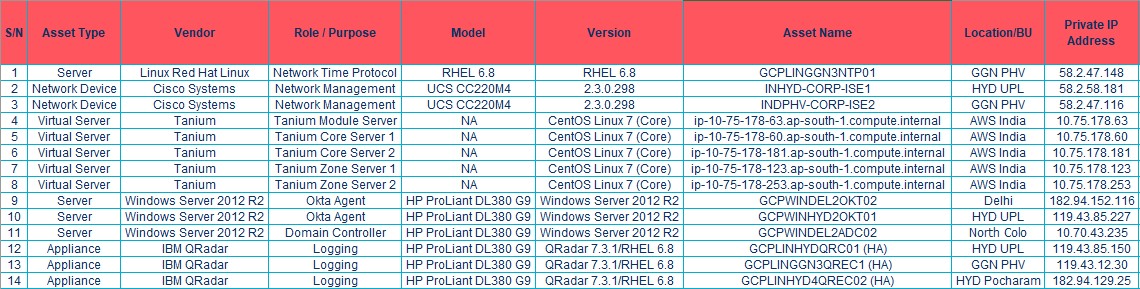 S/N Asset Type Vendor Role / Purpose Model Version Asset Name Location/BU Private IP Address
1 Server Linux Red Hat Linux Network Time Protocol RHEL 6.8 RHEL 6.8 GCPLINGGN3NTP01 GGN PHV 58.2.47.148
2 Network Device Cisco Systems Network Management UCS CC220M4 2.3.0.298 INHYD-CORP-ISE1 HYD UPL 58.2.58.181
3 Network Device Cisco Systems Network Management UCS CC220M4 2.3.0.298 INDPHV-CORP-ISE2 GGN PHV 58.2.47.116
4 Virtual Server Tanium Tanium Module Server NA CentOS Linux 7 (Core) ip-10-75-178-63.ap-south-1.compute.internal AWS India 10.75.178.63
5 Virtual Server Tanium Tanium Core Server 1 NA CentOS Linux 7 (Core) ip-10-75-178-60.ap-south-1.compute.internal AWS India 10.75.178.60
6 Virtual Server Tanium Tanium Core Server 2 NA CentOS Linux 7 (Core) ip-10-75-178-181.ap-south-1.compute.internal AWS India 10.75.178.181
7 Virtual Server Tanium Tanium Zone Server 1 NA CentOS Linux 7 (Core) ip-10-75-178-123.ap-south-1.compute.internal AWS India 10.75.178.123
8 Virtual Server Tanium Tanium Zone Server 2 NA CentOS Linux 7 (Core) ip-10-75-178-253.ap-south-1.compute.internal AWS India 10.75.178.253
9 Server Windows Server 2012 R2 Okta Agent HP ProLiant DL380 G9 Windows Server 2012 R2 GCPWINDEL2OKT02 Delhi 182.94.152.116
10 Server Windows Server 2012 R2 Okta Agent HP ProLiant DL380 G9 Windows Server 2012 R2 GCPWINHYD2OKT01 HYD UPL 119.43.85.227
11 Server Windows Server 2012 R2 Domain Controller HP ProLiant DL380 G9 Windows Server 2012 R2 GCPWINDEL2ADC02 North Colo 10.70.43.235
12 Appliance IBM QRadar Logging HP ProLiant DL380 G9 QRadar 7.3.1/RHEL 6.8 GCPLINHYDQRC01 (HA) HYD UPL 119.43.85.150
13 Appliance IBM QRadar Logging HP ProLiant DL380 G9 QRadar 7.3.1/RHEL 6.8 GCPLINGGN3QREC1 (HA) GGN PHV 119.43.12.30
14 Appliance IBM QRadar Logging HP ProLiant DL380 G9 QRadar 7.3.1/RHEL 6.8 GCPLINHYD4QREC02 (HA) HYD Pocharam 182.94.129.25